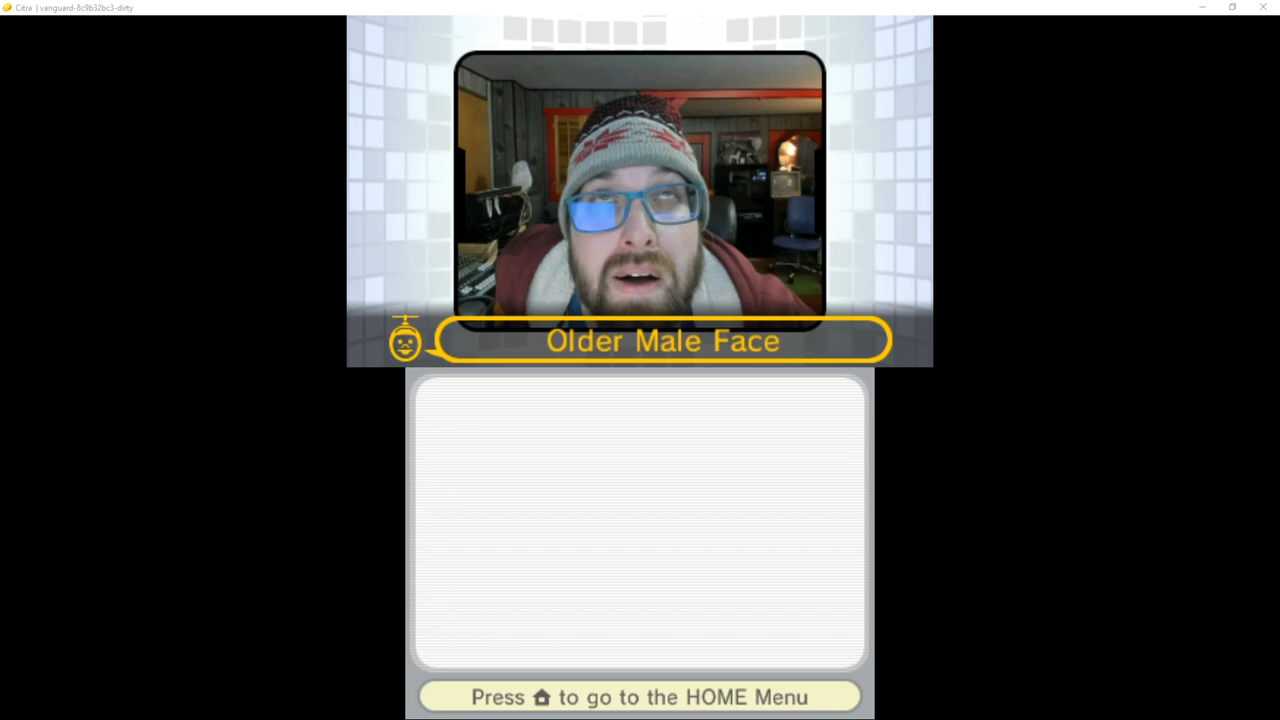 Citra | vanguard-8c9b32bc3-dirty
Older Male Face
Press to go to the HOME Menu